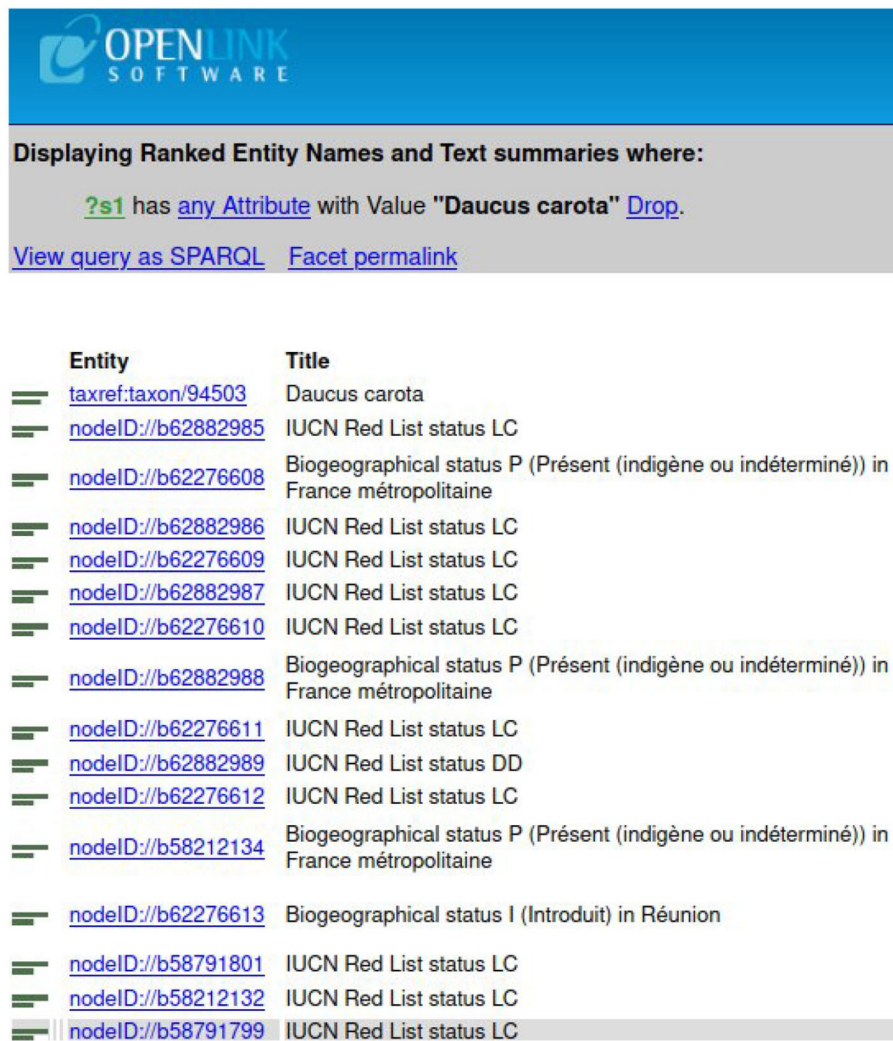 OPENLINK
SOFTWARE
Displaying Ranked Entity Names and Text summaries where:
?s1 has any Attribute with Value "Daucus carota" Drop.
View query as SPARQL Facet permalink
Entity Title
taxref:taxon/94503 Daucus carota
nodeID://b62882985 IUCN Red List status LC
nodeID://b62276608 Biogeographical status P (Présent (indigène ou indéterminé)) in
France métropolitaine
nodeID://b62882986 IUCN Red List status LC
nodeID://b62276609 IUCN Red List status LC
nodeID://b62882987 IUCN Red List status LC
nodeID://b62276610 IUCN Red List status LC
nodeID://b62882988 Biogeographical status P (Présent (indigène ou indéterminé)) in
France métropolitaine
nodeID://b62276611 IUCN Red List status LC
nodeID://b62882989 IUCN Red List status DD
nodeID://b62276612 IUCN Red List status LC
nodeID://b58212134 Biogeographical status P (Présent (indigène ou indéterminé)) in
France métropolitaine
nodeID://b62276613 Biogeographical status I (Introduit) in Réunion
nodeID://b58791801 IUCN Red List status LC
nodeID://b58212132 IUCN Red List status LC
nodeID://b58791799 IUCN Red List status LC